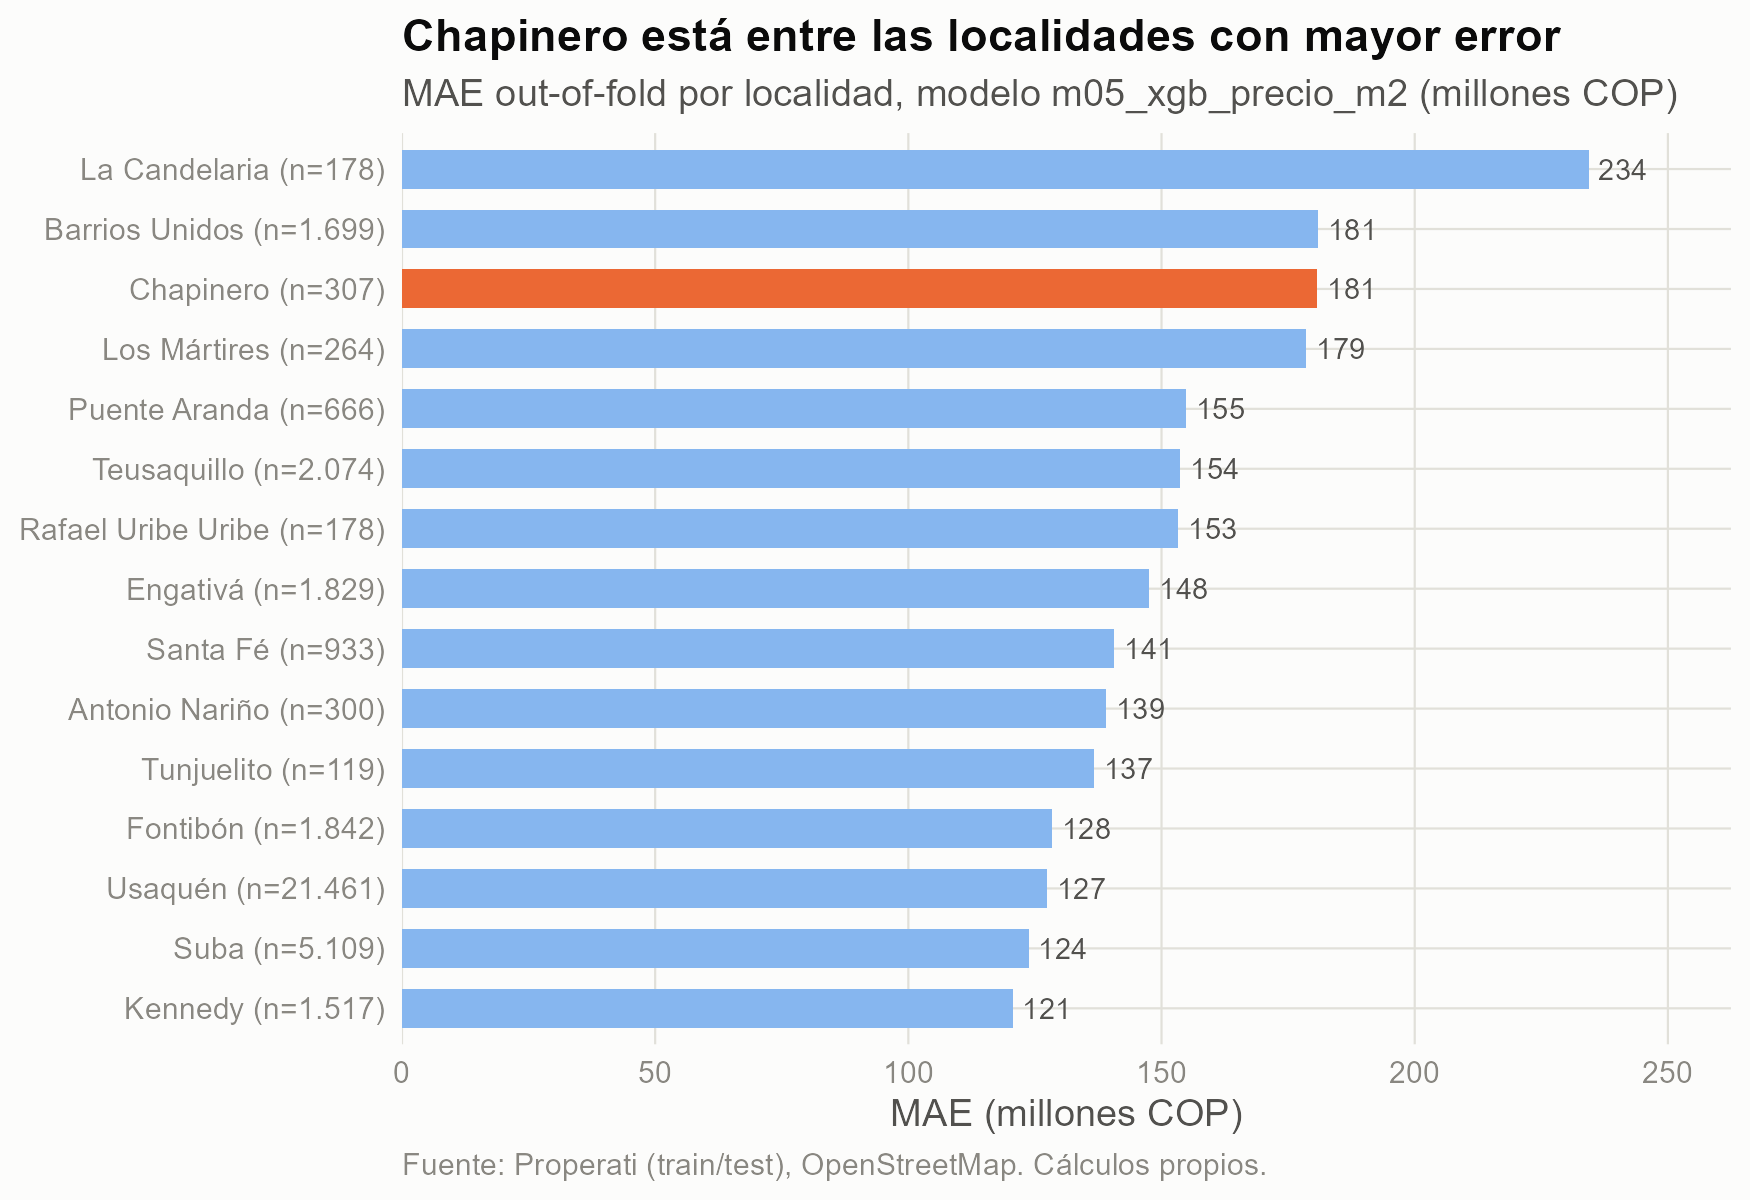 Chapinero está entre las localidades con mayor error
MAE out-of-fold por localidad, modelo m05_xgb_precio_m2 (millones COP)
La Candelaria (n=178) 234
Barrios Unidos (n=1.699) 181
Chapinero (n=307) 181
Los Mártires (n=264) 179
Puente Aranda (n=666) 155
Teusaquillo (n=2.074) 154
Rafael Uribe Uribe (n=178) 153
Engativá (n=1.829) 148
Santa Fé (n=933) 141
Antonio Nariño (n=300) 139
Tunjuelito (n=119) 137
Fontibón (n=1.842) 128
Usaquén (n=21.461) 127
Suba (n=5.109) 124
Kennedy (n=1.517) 121
0 50 100 150 200 250
MAE (millones COP)
Fuente: Properati (train/test), OpenStreetMap. Cálculos propios.